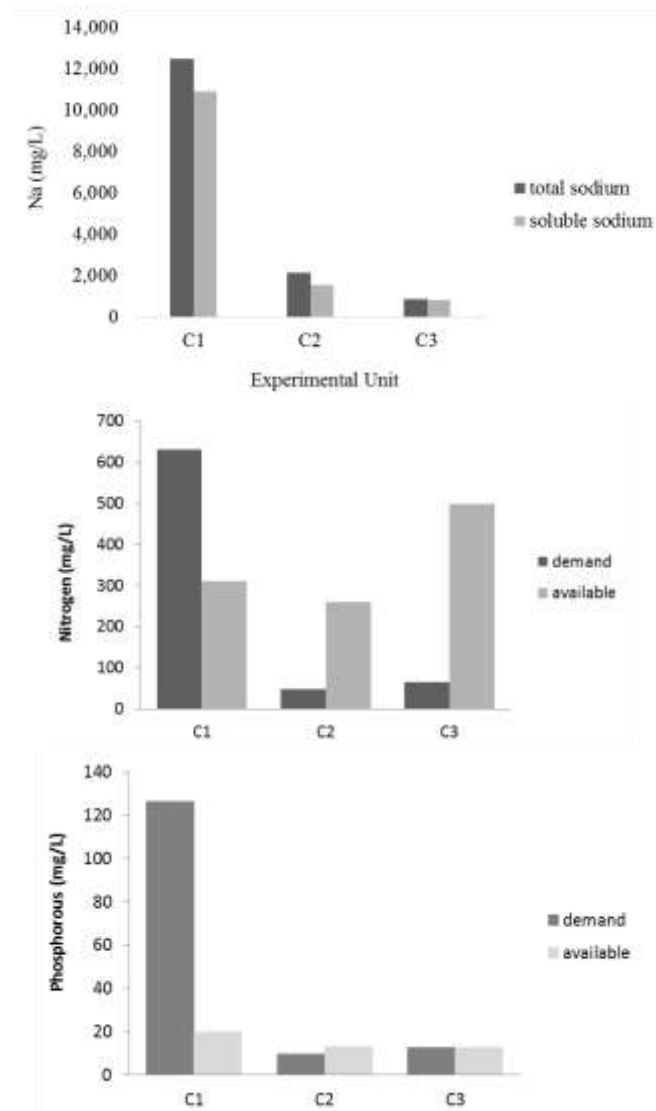 14,000
12,000
10,000
8,000
6,000
4,000
2,000
0
Na (mg/L)
total sodium
soluble sodium
C1 C2 C3
Experimental Unit
700
600
500
400
300
200
100
0
Nitrogen (mg/L)
demand
available
C1 C2 C3
140
120
100
80
60
40
20
0
Phosphorous (mg/L)
demand
available
C1 C2 C3